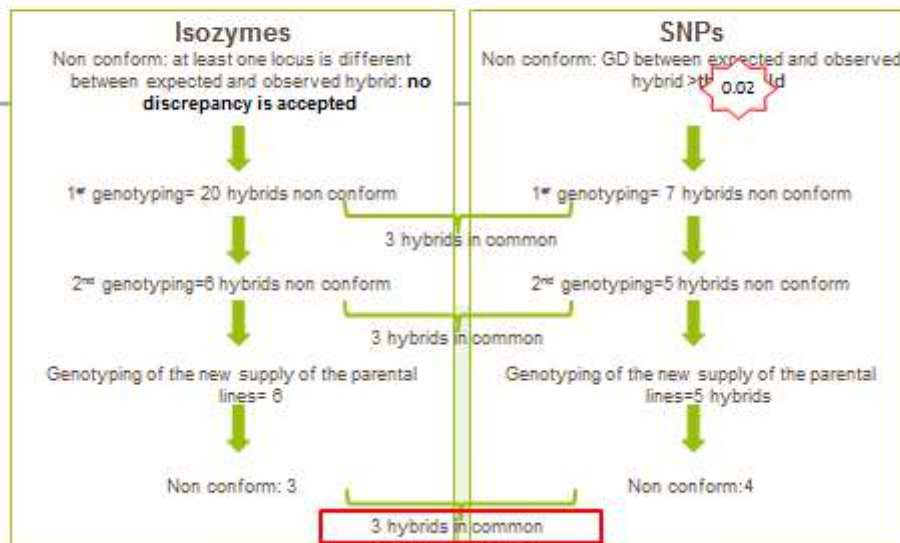 Isozymes
Non conform: at least one locus is different
between expected and observed hybrid: no
discrepancy is accepted
1st genotyping= 20 hybrids non conform
2nd genotyping=6 hybrids non conform
Genotyping of the new supply of the parental
lines= 6
Non conform: 3
SNPs
Non conform: GD between expected and observed
hybrid >
0.02
1st genotyping= 7 hybrids non conform
2nd genotyping=5 hybrids non conform
Genotyping of the new supply of the parental
lines=5 hybrids
Non conform:4
3 hybrids in common
3 hybrids in common
3 hybrids in common